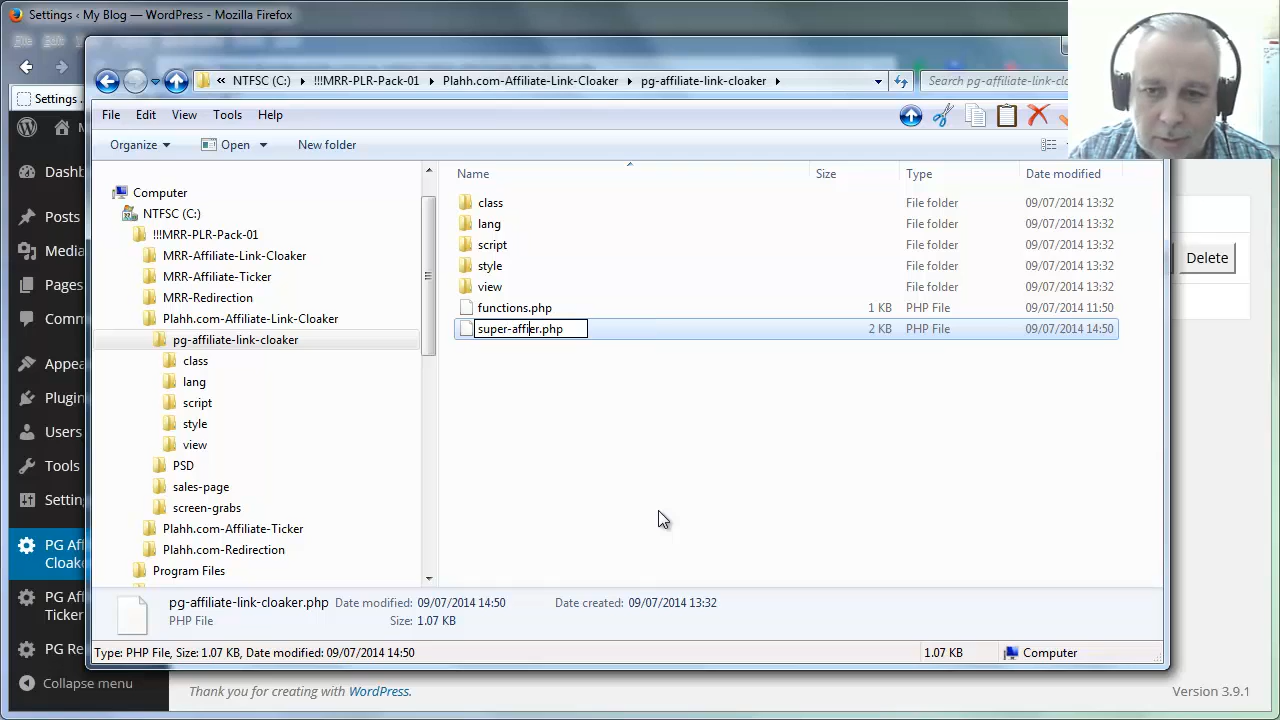 Settings ‹ My Blog — WordPress - Mozilla Firefox
File Edit
« NTFSC (C:) !!!MRR-PLR-Pack-01 Plahh.com-Affiliate-Link-Cloaker pg-affiliate-link-cloaker Search pg-affiliate-link-clo
Settings
File Edit View Tools Help
Organize Open New folder
Name Size Type Date modified
class File folder 09/07/2014 13:32
lang File folder 09/07/2014 13:32
script File folder 09/07/2014 13:32
style File folder 09/07/2014 13:32
view File folder 09/07/2014 13:32
functions.php 1 KB PHP File 09/07/2014 11:50
super-affier.php 2 KB PHP File 09/07/2014 14:50
Computer
NTFSC (C:)
!!!MRR-PLR-Pack-01
MRR-Affiliate-Link-Cloaker
MRR-Affiliate-Ticker
MRR-Redirection
Plahh.com-Affiliate-Link-Cloaker
pg-affiliate-link-cloaker
class
lang
script
style
view
PSD
sales-page
screen-grabs
Plahh.com-Affiliate-Ticker
Plahh.com-Redirection
Program Files
M
Dashb
Posts
Media
Pages
Comm
Appea
Plugin
Users
Tools
Settin
PG Aff
Cloake
PG Aff
Ticker
PG Re
Collapse menu
Delete
pg-affiliate-link-cloaker.php Date modified: 09/07/2014 14:50 Date created: 09/07/2014 13:32
PHP File Size: 1.07 KB
Type: PHP File, Size: 1.07 KB, Date modified: 09/07/2014 14:50 1.07 KB Computer
Thank you for creating with WordPress. Version 3.9.1